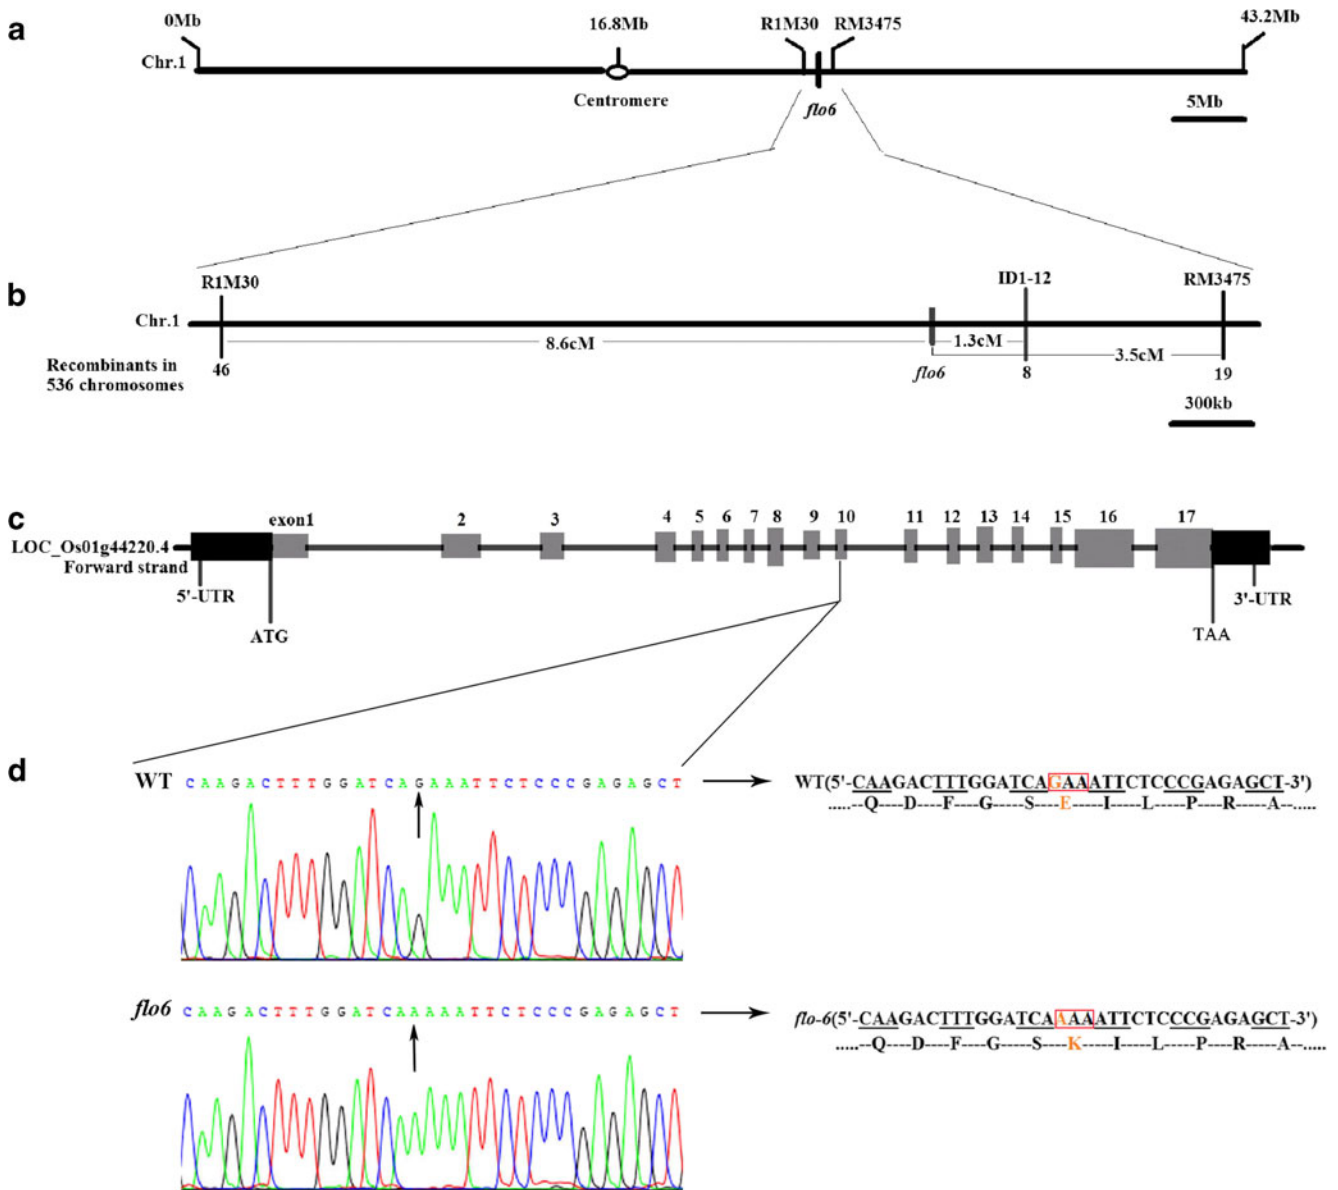 a
0Mb
16.8Mb
R1M30
RM3475
43.2Mb
Chr.1
Centromere
flo6
5Mb
b
R1M30
ID1-12
RM3475
Chr.1
8.6cM
1.3cM
3.5cM
Recombinants in
536 chromosomes
46
flo6
8
19
300kb
c
exon1 2 3 4 5 6 7 8 9 10 11 12 13 14 15 16 17
LOC_Os01g44220.4
Forward strand
5'-UTR
3'-UTR
ATG
TAA
d
WT
CAAGACTTTGGATCAGAAATTCTCCCGAGAGCT
WT(5'-CAAGACTTTGGATCAGAAATTCTCCCGAGAGCT-3')
.....--Q----D----F----G----S----E----I----L----P----R-----A--.....
flo6
CAAGACTTTGGATCAAAAATTCTCCCGAGAGCT
flo-6(5'-CAAGACTTTGGATCAAAAATTCTCCCGAGAGCT-3')
.....--Q----D----F----G----S----K----I----L----P----R----A--.....